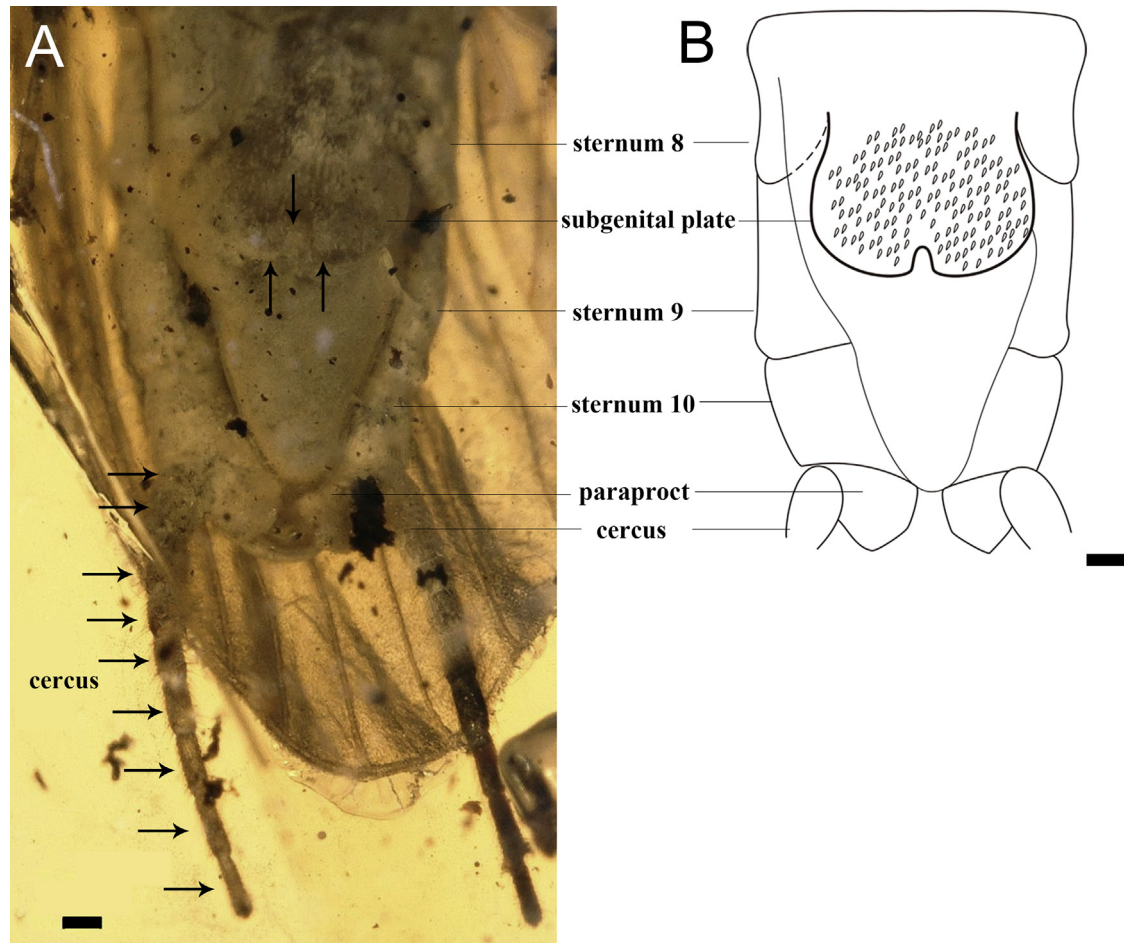 A
B
sternum 8
subgenital plate
sternum 9
sternum 10
paraproct
cercus
cercus